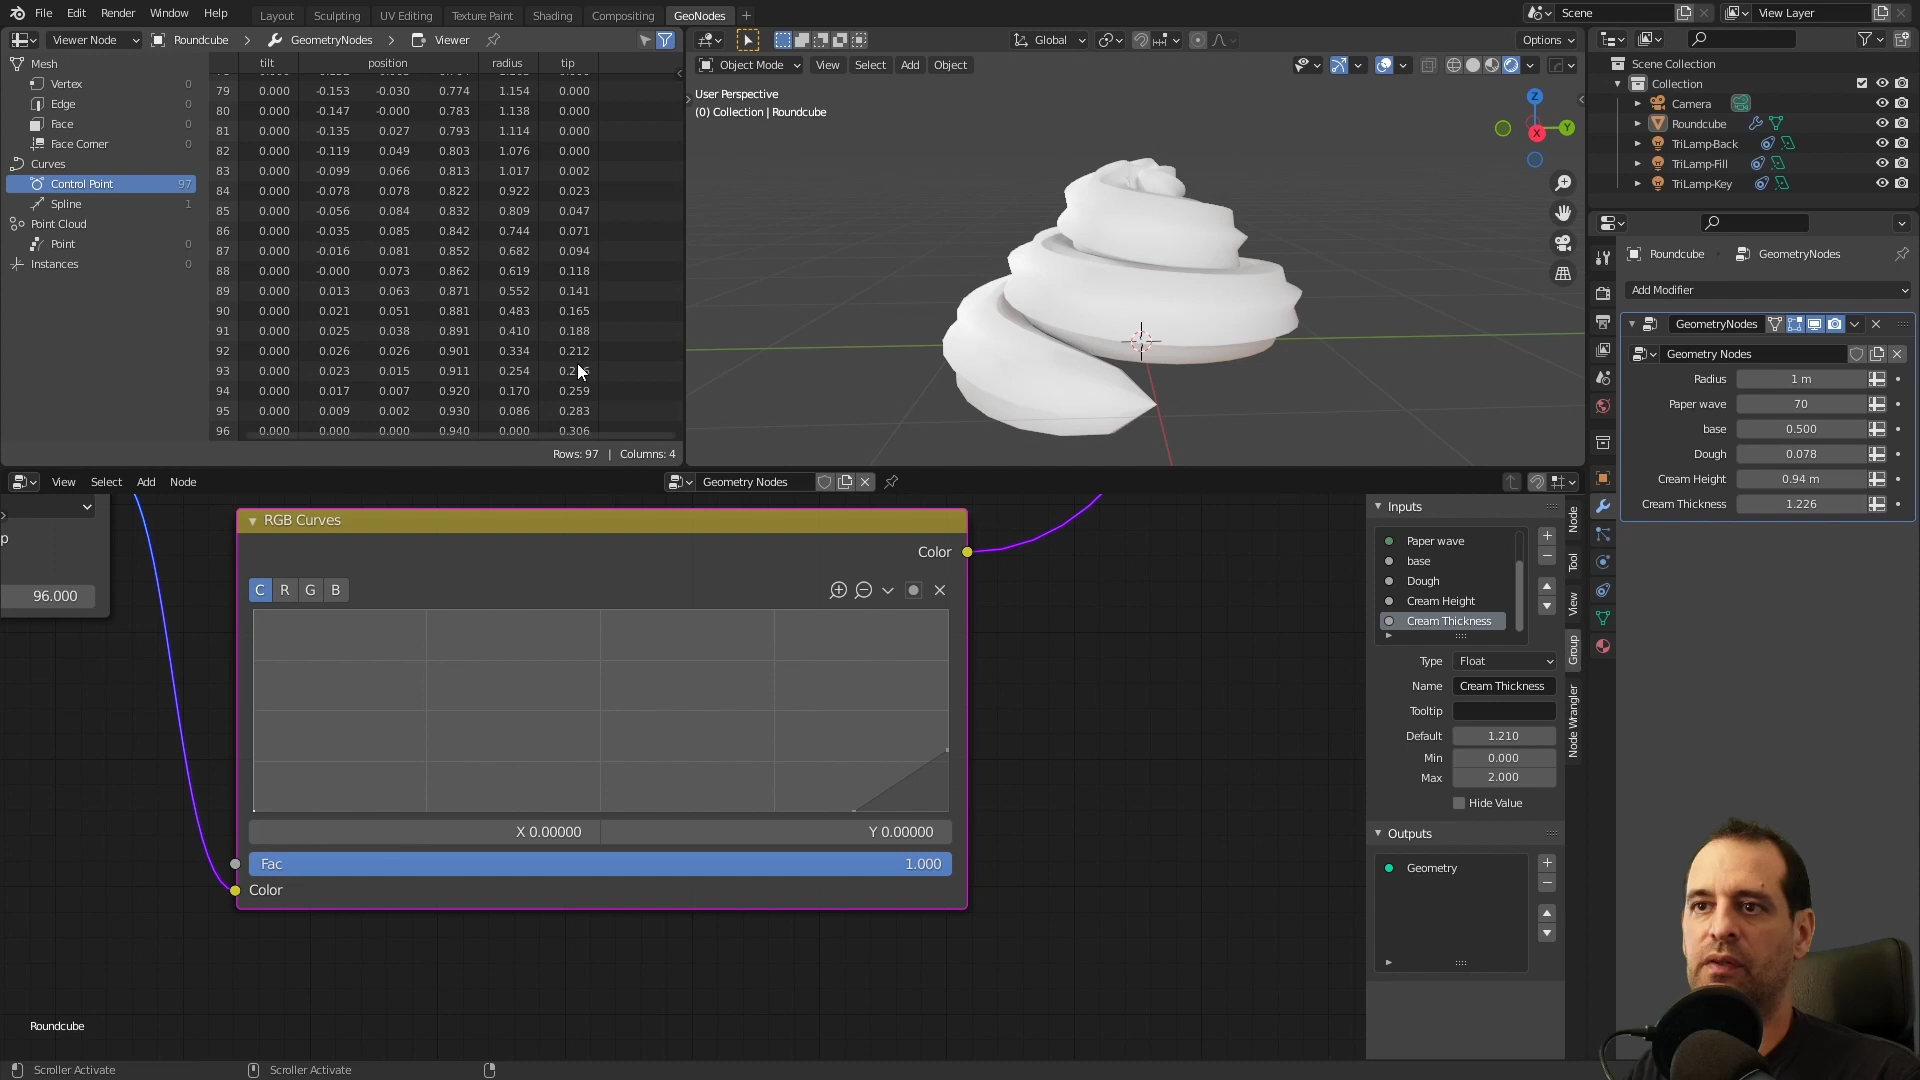 File Edit Render Window Help Layout Sculpting UV Editing Texture Paint Shading Compositing GeoNodes + Scene View Layer
Viewer Node Roundcube > GeometryNodes > Viewer Global Options
Mesh
Vertex 0
Edge 0
Face 0
Face Corner 0
Curves
Control Point 97
Spline 1
Point Cloud
Point 0
Instances 0
tilt position radius tip
79 0.000 -0.153 -0.030 0.774 1.154 0.000
80 0.000 -0.147 -0.000 0.783 1.138 0.000
81 0.000 -0.135 0.027 0.793 1.114 0.000
82 0.000 -0.119 0.049 0.803 1.076 0.000
83 0.000 -0.099 0.066 0.813 1.017 0.002
84 0.000 -0.078 0.078 0.822 0.922 0.023
85 0.000 -0.056 0.084 0.832 0.809 0.047
86 0.000 -0.035 0.085 0.842 0.744 0.071
87 0.000 -0.016 0.081 0.852 0.682 0.094
88 0.000 -0.000 0.073 0.862 0.619 0.118
89 0.000 0.013 0.063 0.871 0.552 0.141
90 0.000 0.021 0.051 0.881 0.483 0.165
91 0.000 0.025 0.038 0.891 0.410 0.188
92 0.000 0.026 0.026 0.901 0.334 0.212
93 0.000 0.023 0.015 0.911 0.254
94 0.000 0.017 0.007 0.920 0.170 0.259
95 0.000 0.009 0.002 0.930 0.086 0.283
96 0.000 0.000 0.000 0.940 0.000 0.306
Rows: 97 | Columns: 4
Object Mode View Select Add Object
User Perspective
(0) Collection | Roundcube
Z
Y
X
Scene Collection
Collection
Camera
Roundcube
TriLamp-Back
TriLamp-Fill
TriLamp-Key
Roundcube GeometryNodes
Add Modifier
GeometryNodes
Geometry Nodes
Radius 1 m
Paper wave 70
base 0.500
Dough 0.078
Cream Height 0.94 m
Cream Thickness 1.226
View Select Add Node Geometry Nodes
p
96.000
RGB Curves
Color
C R G B
X 0.00000 Y 0.00000
Fac 1.000
Color
Inputs
Paper wave
base
Dough
Cream Height
Cream Thickness
Type Float
Name Cream Thickness
Tooltip
Default 1.210
Min 0.000
Max 2.000
Hide Value
Outputs
Geometry
Node
Tool
View
Group
Node Wrangler
Roundcube
Scroller Activate Scroller Activate